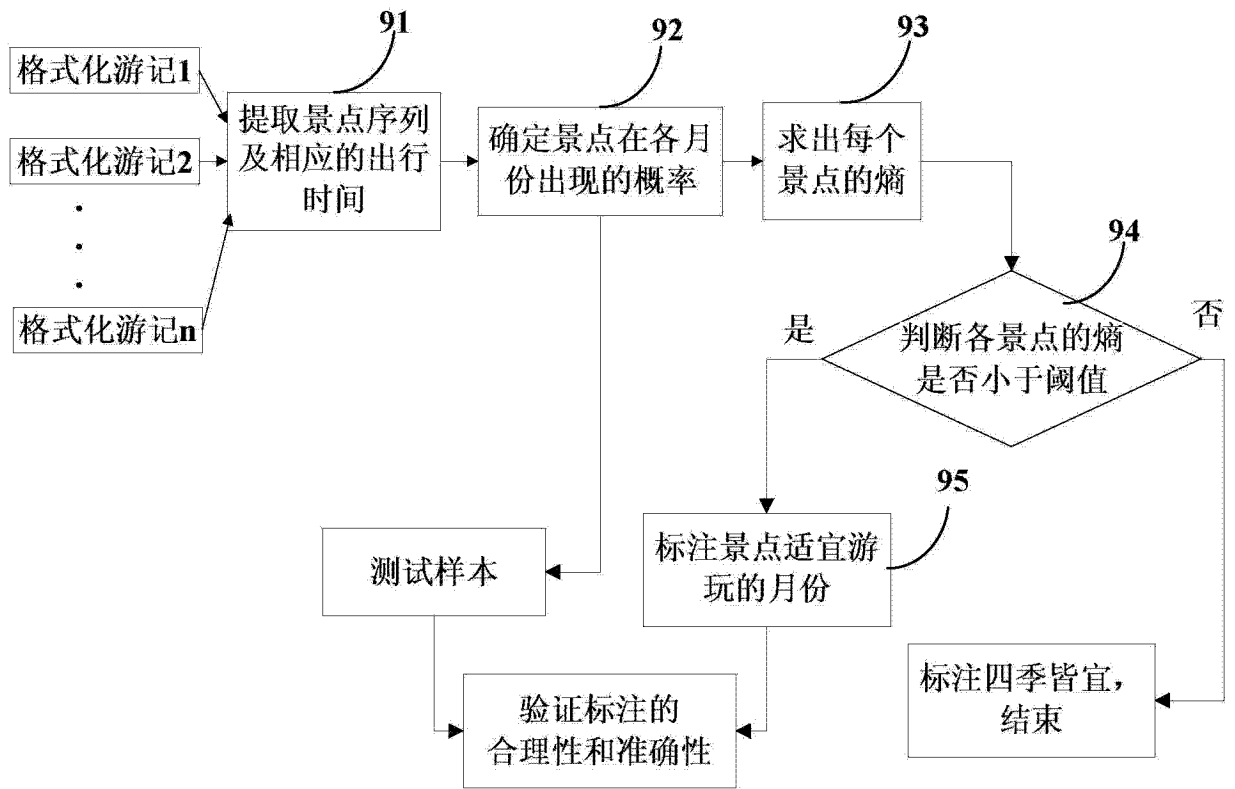 91
92
93
格式化游记1
提取景点序列
及相应的出行
时间
确定景点在各月
份出现的概率
求出每个
景点的熵
格式化游记2
格式化游记n
94
是
否
判断各景点的熵
是否小于阈值
95
测试样本
标注景点适宜游
玩的月份
验证标注的
合理性和准确性
标注四季皆宜，
结束